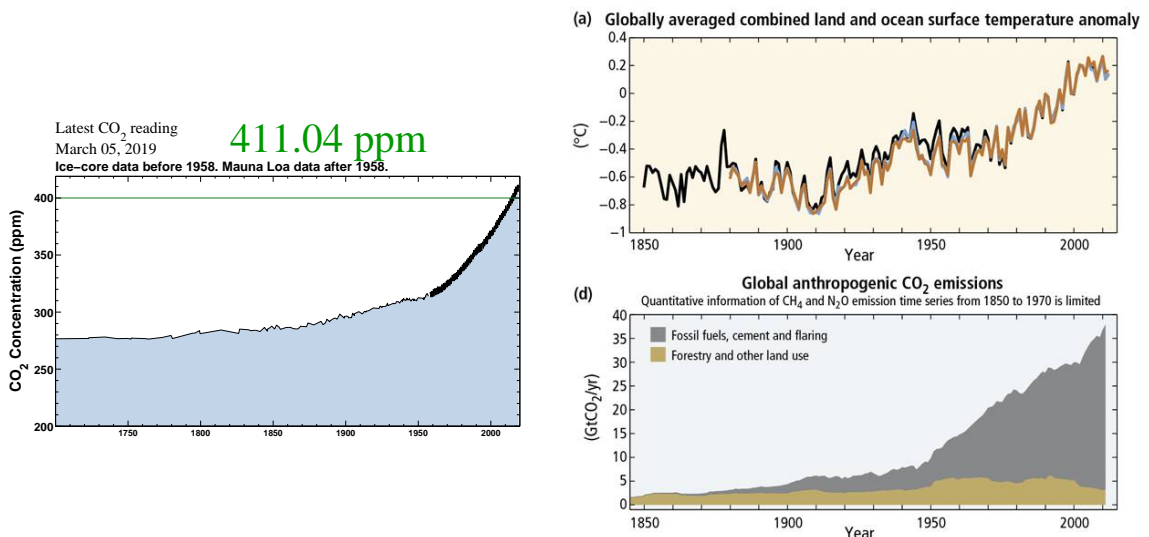 Latest CO2 reading
March 05, 2019
411.04 ppm
Ice–core data before 1958. Mauna Loa data after 1958.
CO2 Concentration (ppm)
400
350
300
250
200
1750 1800 1850 1900 1950 2000
(a) Globally averaged combined land and ocean surface temperature anomaly
(°C)
0.4
0.2
0
−0.2
−0.4
−0.6
−0.8
−1
1850 1900 1950 2000
Year
(d) Global anthropogenic CO2 emissions
Quantitative information of CH4 and N2O emission time series from 1850 to 1970 is limited
(GtCO2/yr)
40
35
30
25
20
15
10
5
0
Fossil fuels, cement and flaring
Forestry and other land use
1850 1900 1950 2000
Year